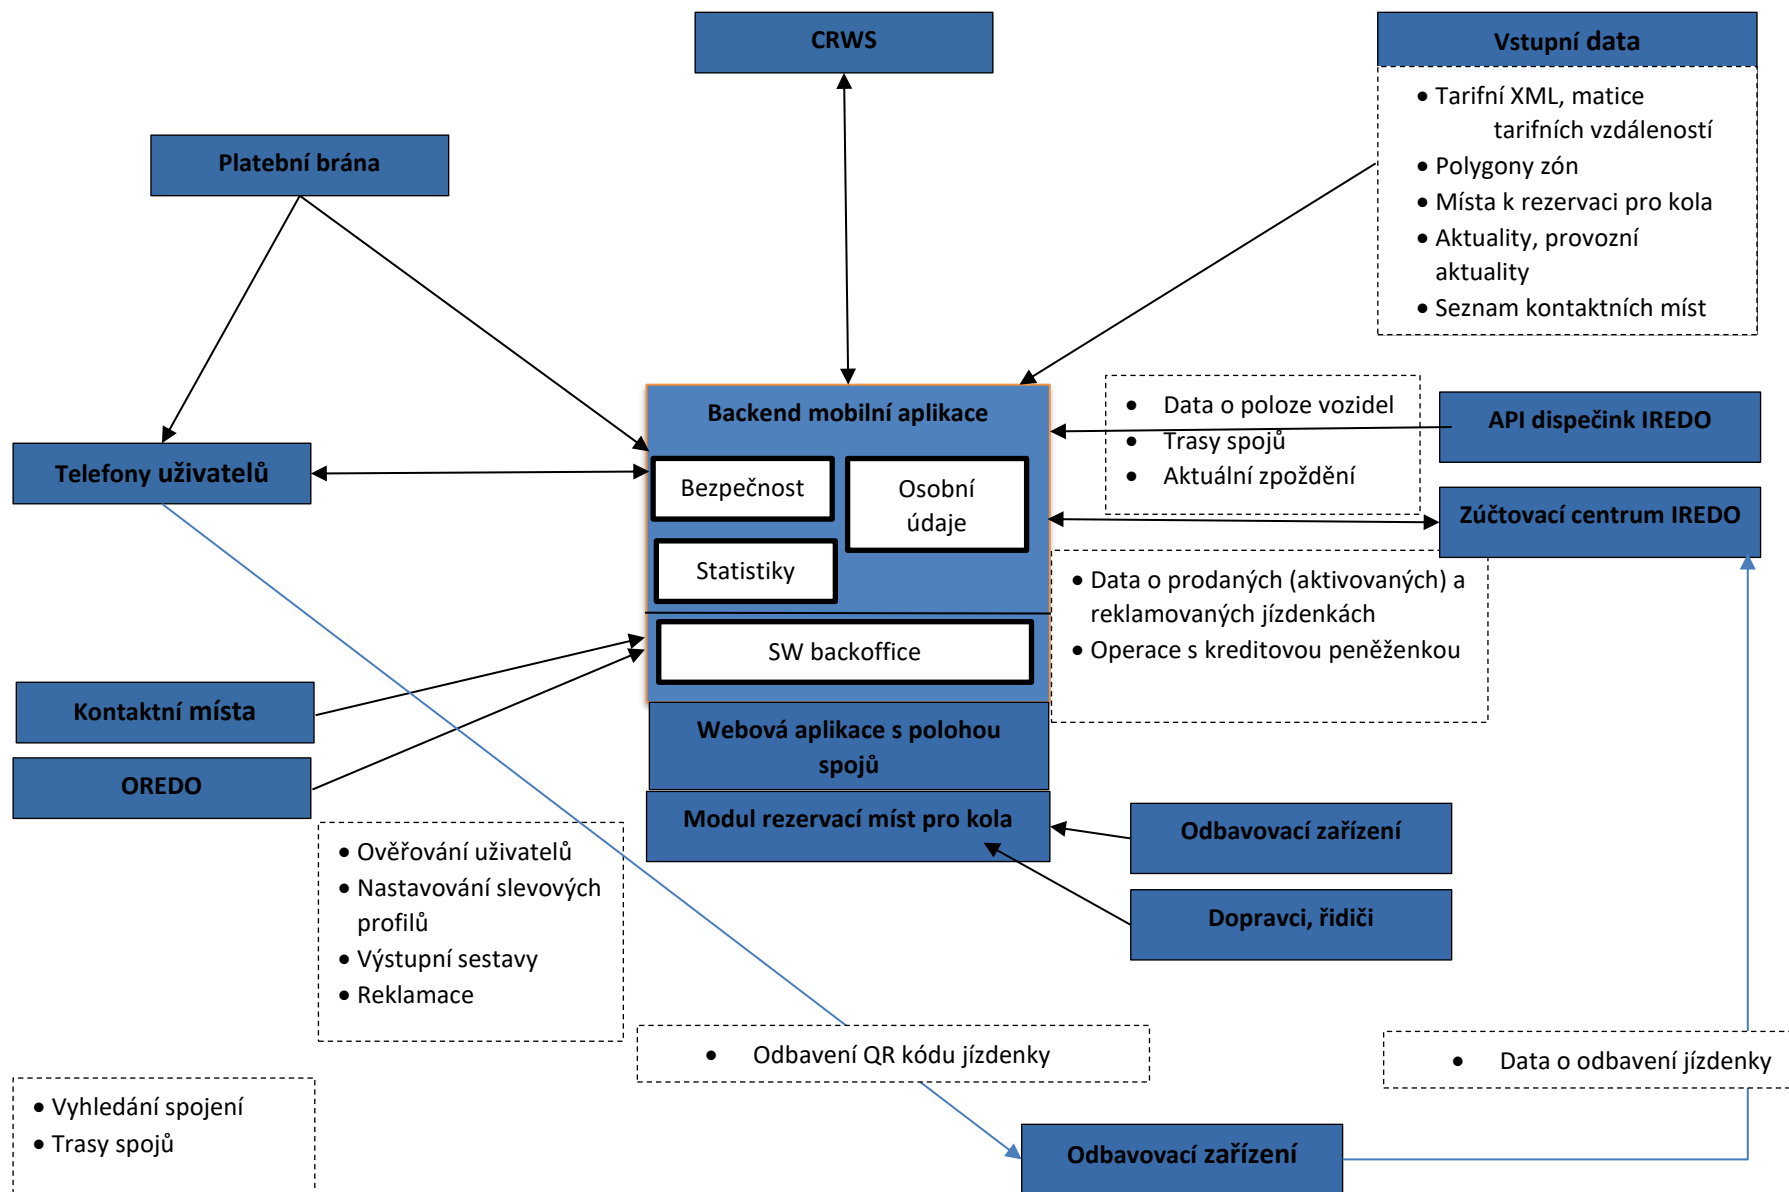 CRWS
Vstupní data
• Tarifní XML, matice
tarifních vzdáleností
• Polygony zón
• Místa k rezervaci pro kola
• Aktuality, provozní
aktuality
• Seznam kontaktních míst
Platební brána
Backend mobilní aplikace
• Data o poloze vozidel
• Trasy spojů
• Aktuální zpoždění
API dispečink IREDO
Telefony uživatelů
Bezpečnost
Osobní
údaje
Zúčtovací centrum IREDO
Statistiky
• Data o prodaných (aktivovaných) a
reklamovaných jízdenkách
• Operace s kreditovou peněženkou
SW backoffice
Kontaktní místa
Webová aplikace s polohou
spojů
OREDO
Modul rezervací míst pro kola
Odbavovací zařízení
• Ověřování uživatelů
• Nastavování slevových
profilů
• Výstupní sestavy
• Reklamace
Dopravci, řidiči
• Odbavení QR kódu jízdenky
• Data o odbavení jízdenky
• Vyhledání spojení
• Trasy spojů
Odbavovací zařízení